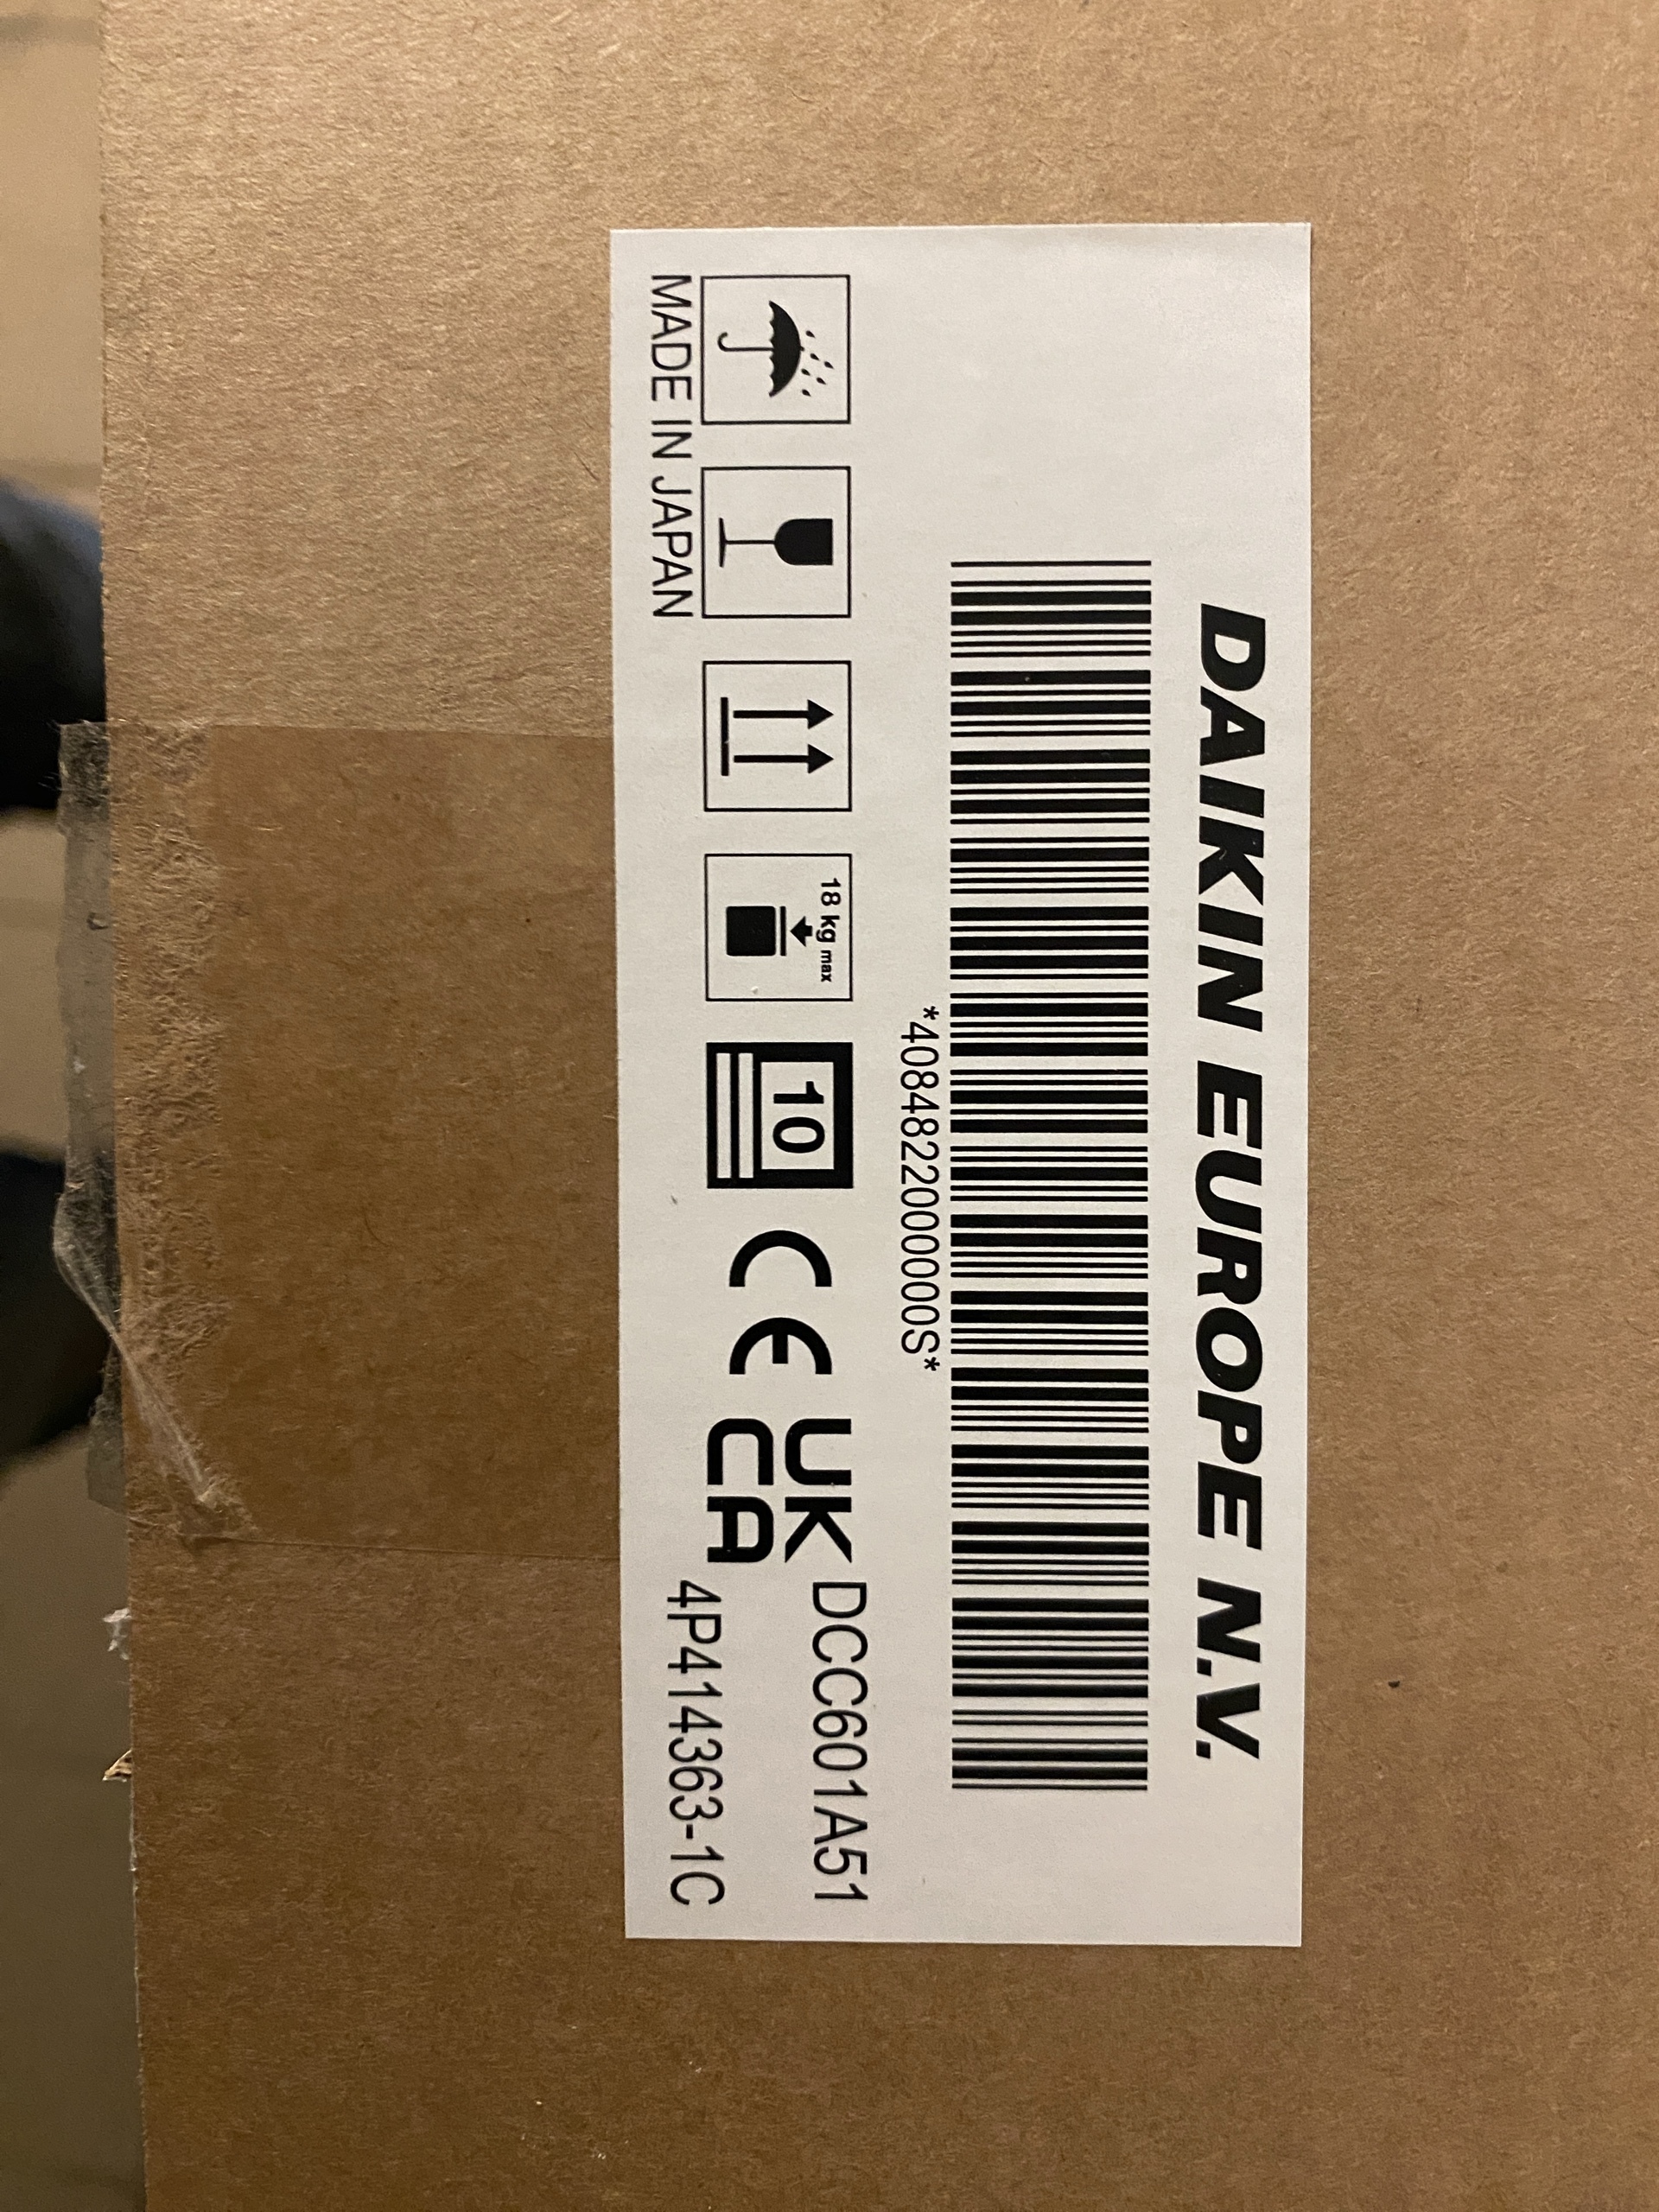 DAIKIN EUROPE N.V.
*4084822000000S*
18 kg max
10
CE
UK
CA
DCC601A51
4P414363-1C
MADE IN JAPAN